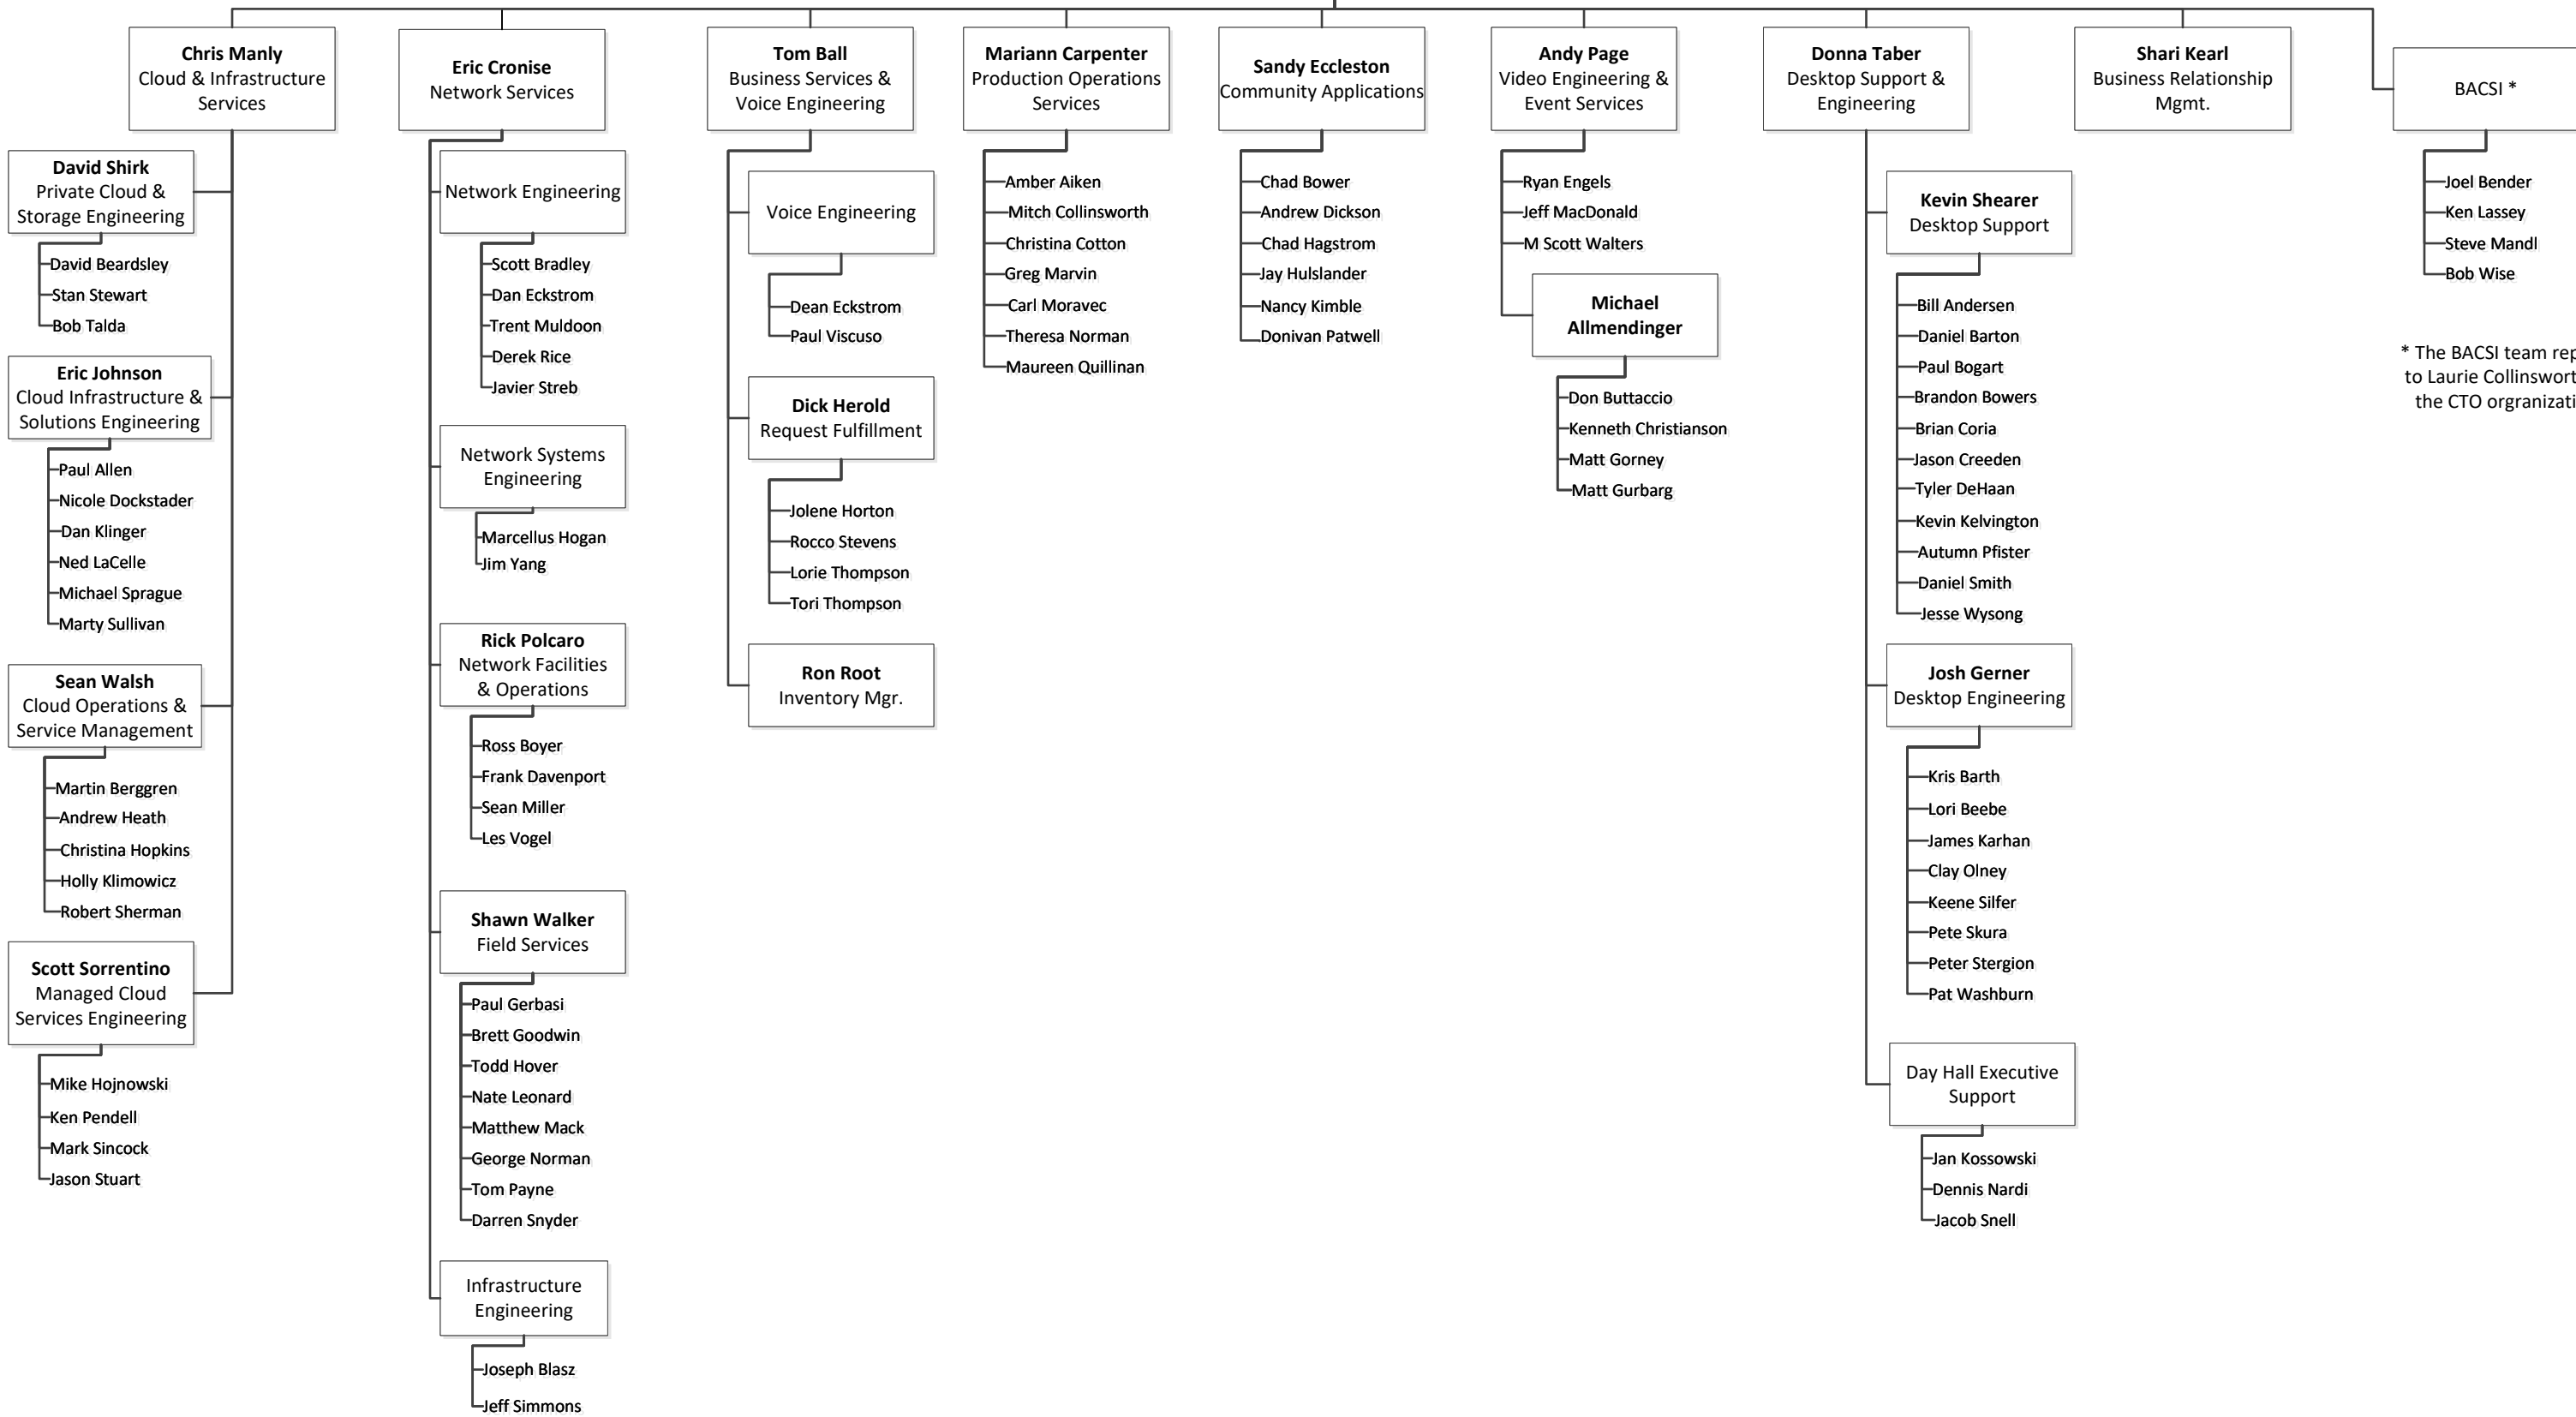 Chris Manly
Cloud & Infrastructure
Services
David Shirk
Private Cloud &
Storage Engineering
David Beardsley
Stan Stewart
Bob Talda
Eric Johnson
Cloud Infrastructure &
Solutions Engineering
Paul Allen
Nicole Dockstader
Dan Klinger
Ned LaCelle
Michael Sprague
Marty Sullivan
Sean Walsh
Cloud Operations &
Service Management
Martin Berggren
Andrew Heath
Christina Hopkins
Holly Klimowicz
Robert Sherman
Scott Sorrentino
Managed Cloud
Services Engineering
Mike Hojnowski
Ken Pendell
Mark Sincock
Jason Stuart
Eric Cronise
Network Services
Network Engineering
Scott Bradley
Dan Eckstrom
Trent Muldoon
Derek Rice
Javier Streb
Network Systems
Engineering
Marcellus Hogan
Jim Yang
Rick Polcaro
Network Facilities
& Operations
Ross Boyer
Frank Davenport
Sean Miller
Les Vogel
Shawn Walker
Field Services
Paul Gerbasi
Brett Goodwin
Todd Hover
Nate Leonard
Matthew Mack
George Norman
Tom Payne
Darren Snyder
Infrastructure
Engineering
Joseph Blasz
Jeff Simmons
Tom Ball
Business Services &
Voice Engineering
Voice Engineering
Dean Eckstrom
Paul Viscuso
Dick Herold
Request Fulfillment
Jolene Horton
Rocco Stevens
Lorie Thompson
Tori Thompson
Ron Root
Inventory Mgr.
Mariann Carpenter
Production Operations
Services
Amber Aiken
Mitch Collinsworth
Christina Cotton
Greg Marvin
Carl Moravec
Theresa Norman
Maureen Quillinan
Sandy Eccleston
Community Applications
Chad Bower
Andrew Dickson
Chad Hagstrom
Jay Hulslander
Nancy Kimble
Donivan Patwell
Andy Page
Video Engineering &
Event Services
Ryan Engels
Jeff MacDonald
M Scott Walters
Michael
Allmendinger
Don Buttaccio
Kenneth Christianson
Matt Gorney
Matt Gurbarg
Donna Taber
Desktop Support &
Engineering
Kevin Shearer
Desktop Support
Bill Andersen
Daniel Barton
Paul Bogart
Brandon Bowers
Brian Coria
Jason Creeden
Tyler DeHaan
Kevin Kelvington
Autumn Pfister
Daniel Smith
Jesse Wysong
Josh Gerner
Desktop Engineering
Kris Barth
Lori Beebe
James Karhan
Clay Olney
Keene Silfer
Pete Skura
Peter Stergion
Pat Washburn
Day Hall Executive
Support
Jan Kossowski
Dennis Nardi
Jacob Snell
Shari Kearl
Business Relationship
Mgmt.
BACSI *
Joel Bender
Ken Lassey
Steve Mandl
Bob Wise
* The BACSI team rep
to Laurie Collinswort
the CTO orgranizati